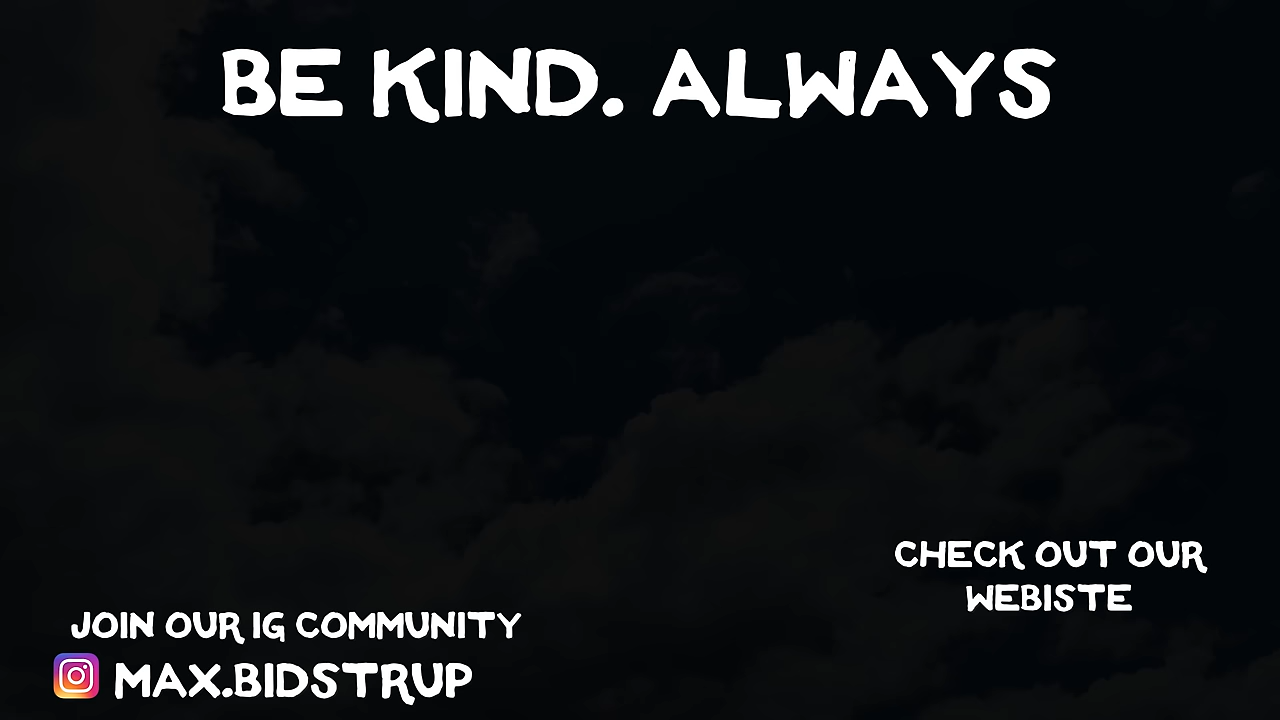 BE KIND. ALWAYS
CHECK OUT OUR
WEBISTE
JOIN OUR IG COMMUNITY
MAX.BIDSTRUP